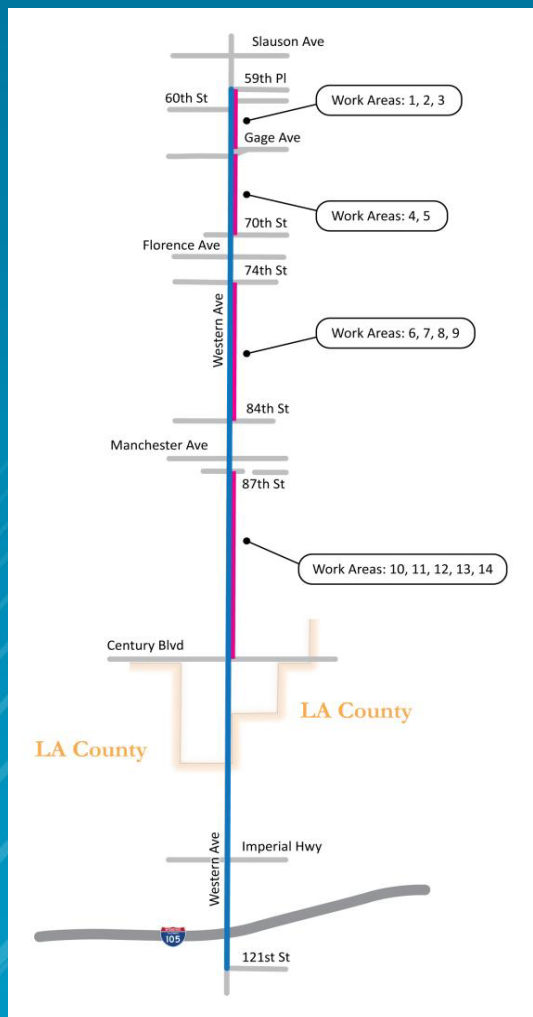 Slauson Ave
59th Pl
60th St
Work Areas: 1, 2, 3
Gage Ave
Work Areas: 4, 5
70th St
Florence Ave
74th St
Western Ave
Work Areas: 6, 7, 8, 9
84th St
Manchester Ave
87th St
Work Areas: 10, 11, 12, 13, 14
Century Blvd
LA County
LA County
Imperial Hwy
Western Ave
105
121st St